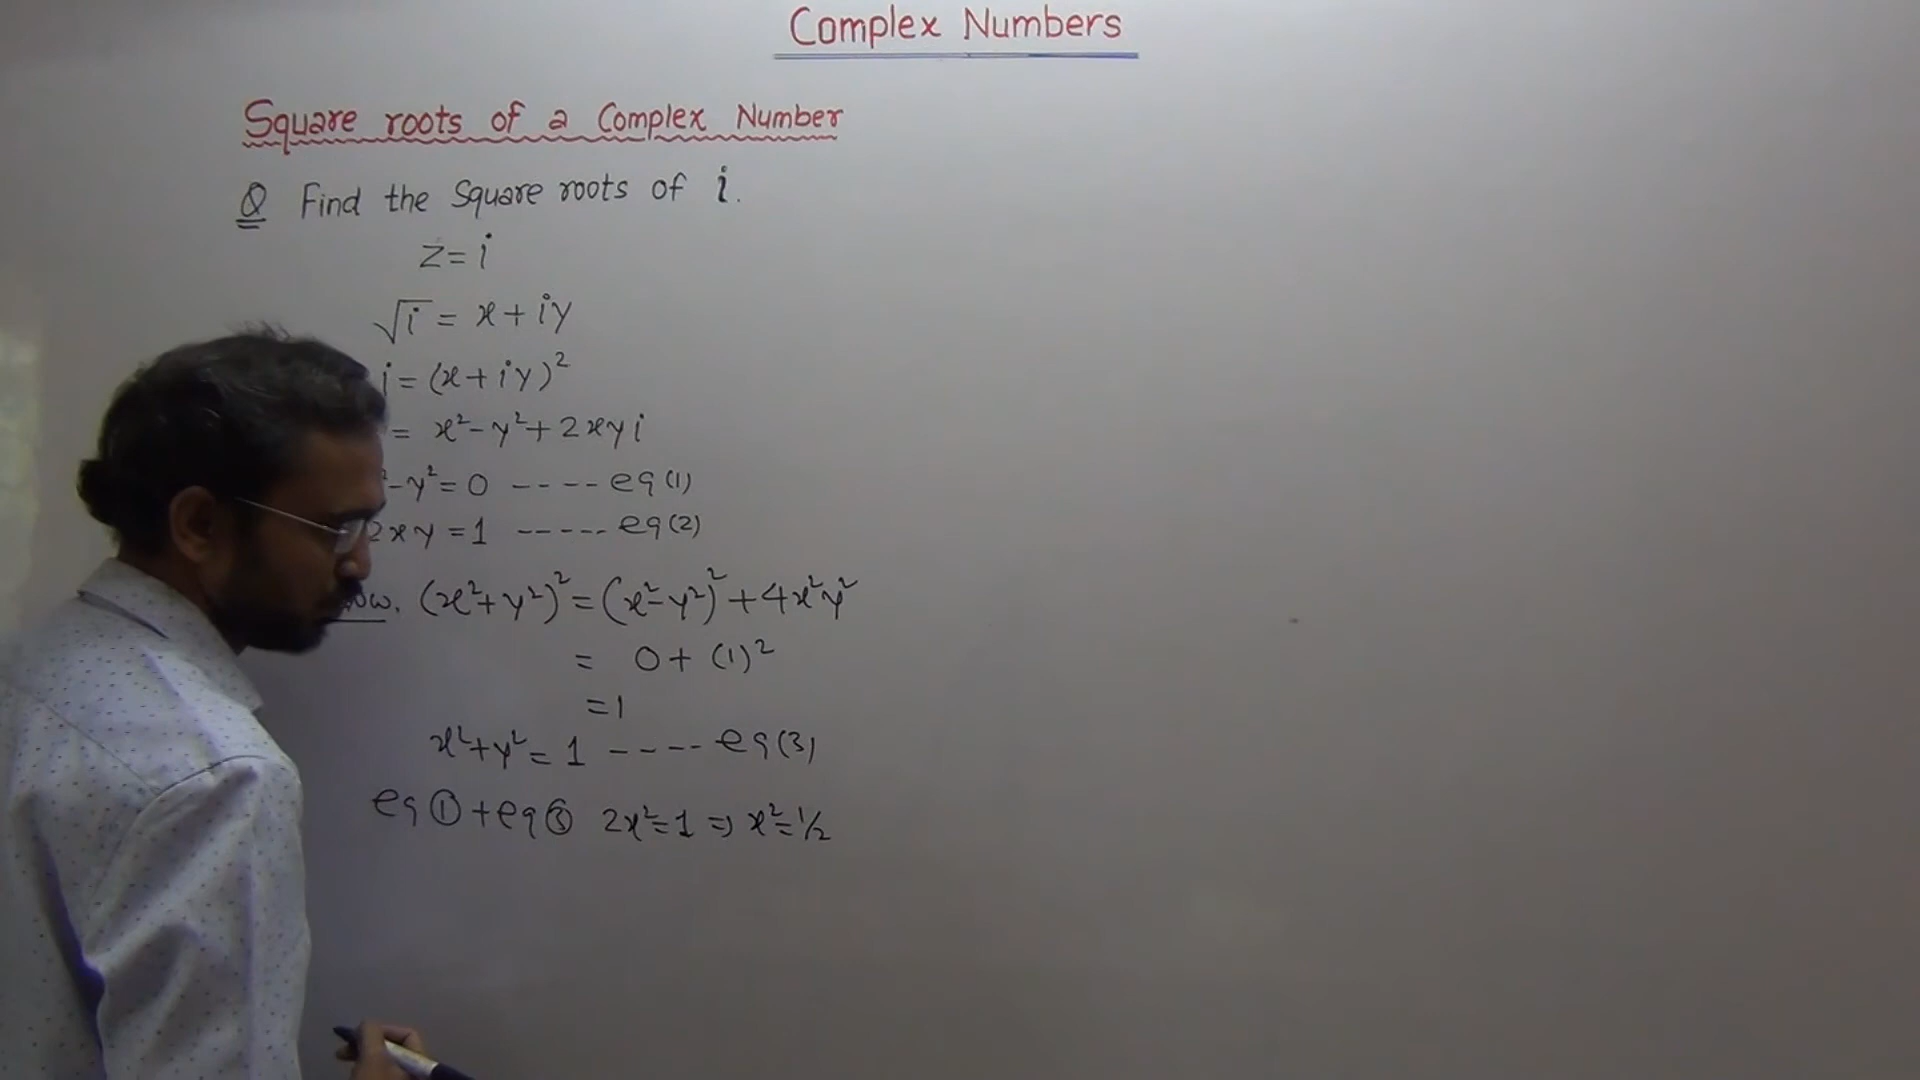 Complex Numbers
Square roots of a Complex Number
Q Find the Square roots of i.
z = i
√i = x + iy
i = (x + iy)²
= x² - y² + 2xyi
- y² = 0 ---- eq (1)
2xy = 1 ----- eq (2)
(x² + y²)² = (x² - y²)² + 4x²y²
= 0 + (1)²
= 1
x² + y² = 1 ---- eq (3)
eq ① + eq ③ 2x² = 1 ⇒ x² = 1/2